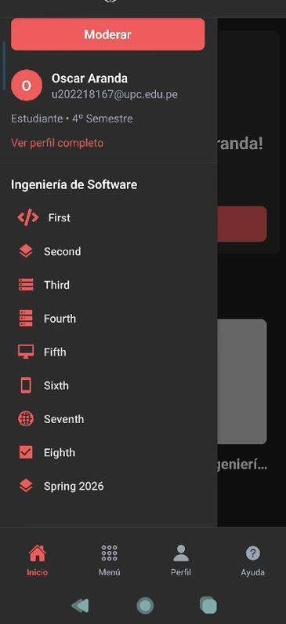 Moderar
O
Oscar Aranda
u202218167@upc.edu.pe
Estudiante • 4º Semestre
Ver perfil completo
randa!
Ingeniería de Software
First
Second
Third
Fourth
Fifth
Sixth
Seventh
Eighth
genierí...
Spring 2026
Inicio
Menú
Perfil
Ayuda